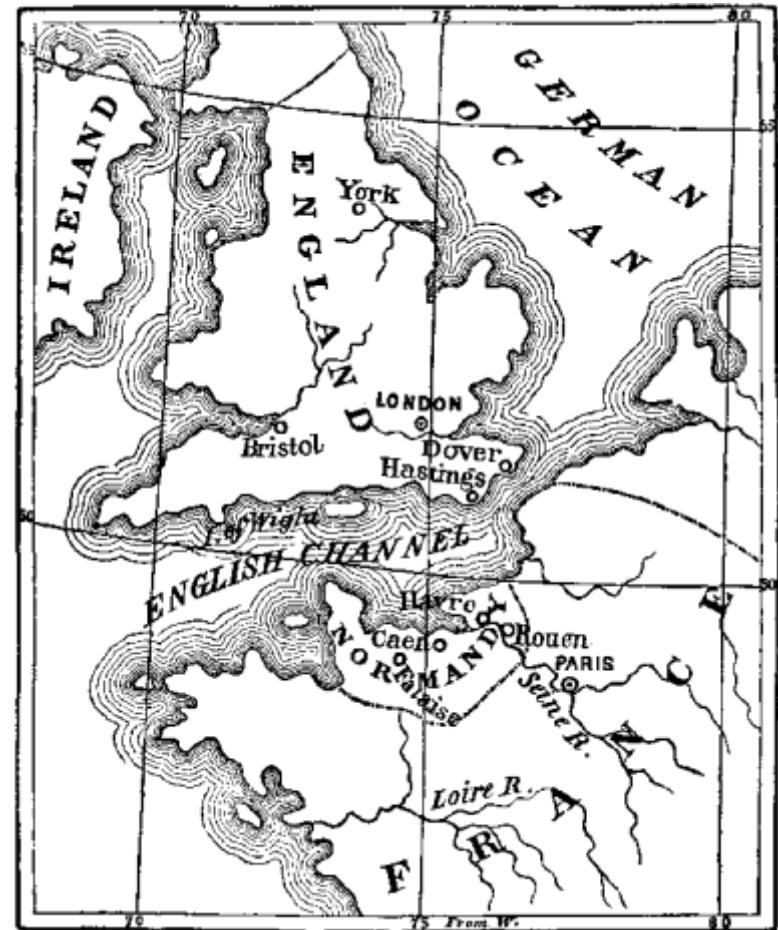 70 75 80
55
GERMAN
OCEAN
55
IRELAND
ENGLAND
York
LONDON
Bristol
Dover
Hastings
50
I. of Wight
ENGLISH CHANNEL
50
Havre
NORMANDY
Caen
Rouen
Falaise
PARIS
Seine R.
Loire R.
FRANCE
70 75 80
From W.